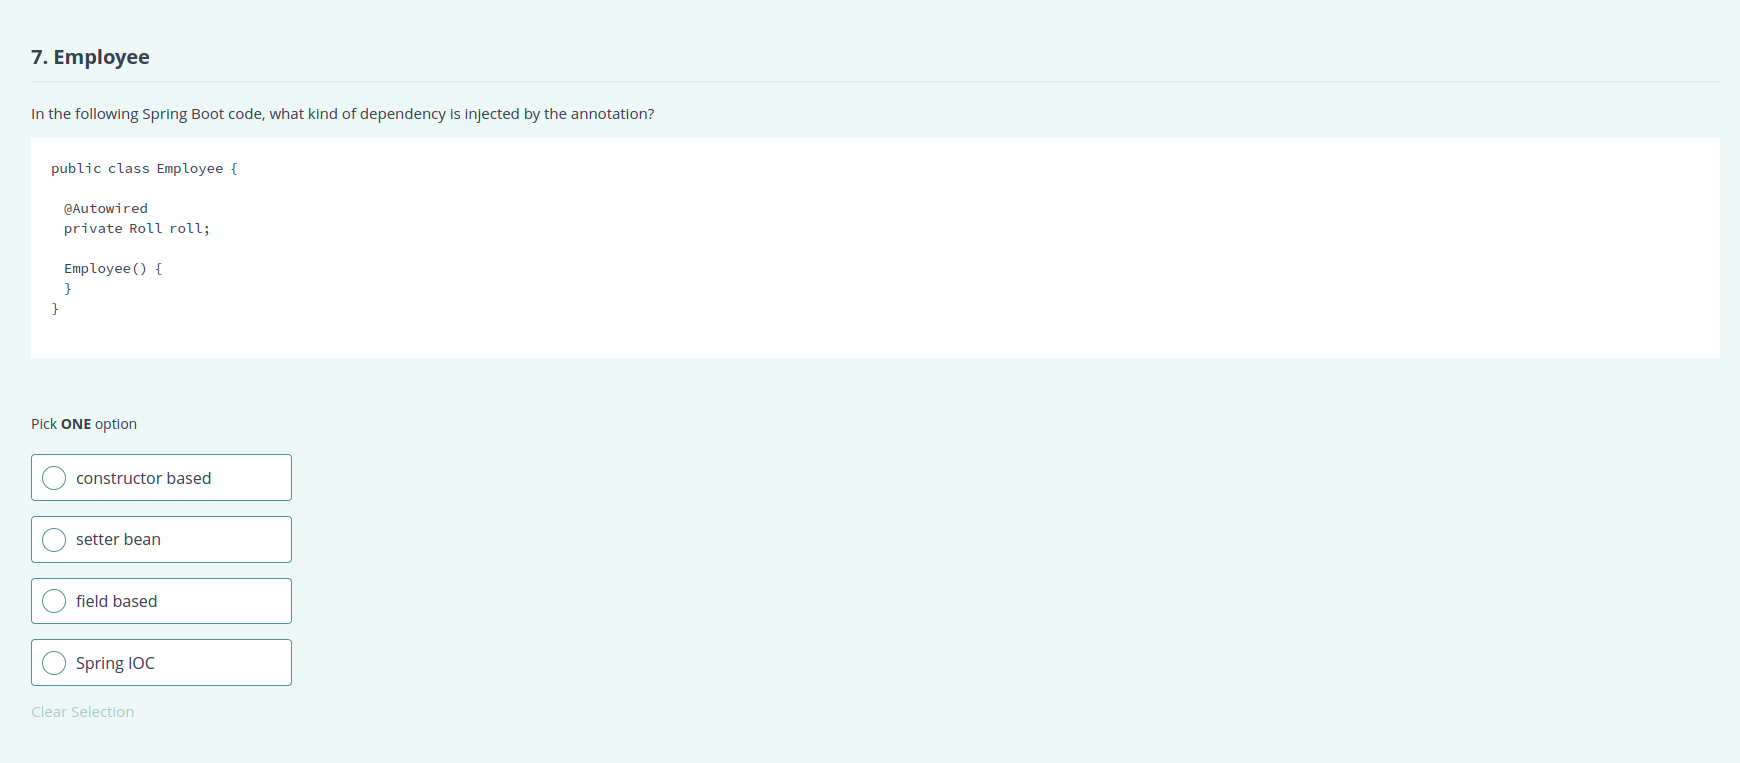 7. Employee
In the following Spring Boot code, what kind of dependency is injected by the annotation?
public class Employee {
@Autowired
private Roll roll;
Employee() {
}
}
Pick ONE option
constructor based
setter bean
field based
Spring IOC
Clear Selection